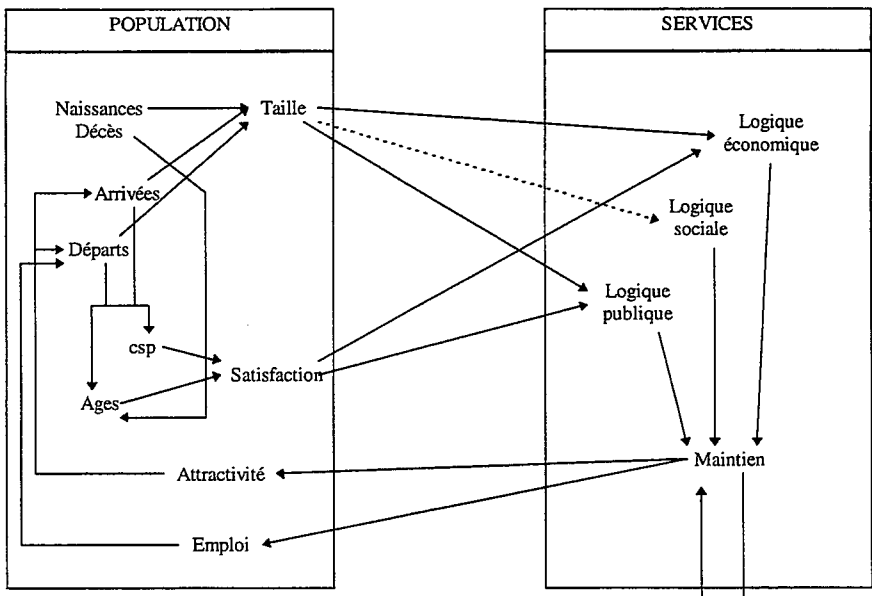 POPULATION
SERVICES
Naissances
Décès
Taille
Arrivées
Départs
csp
Ages
Satisfaction
Attractivité
Emploi
Logique
économique
Logique
sociale
Logique
publique
Maintien